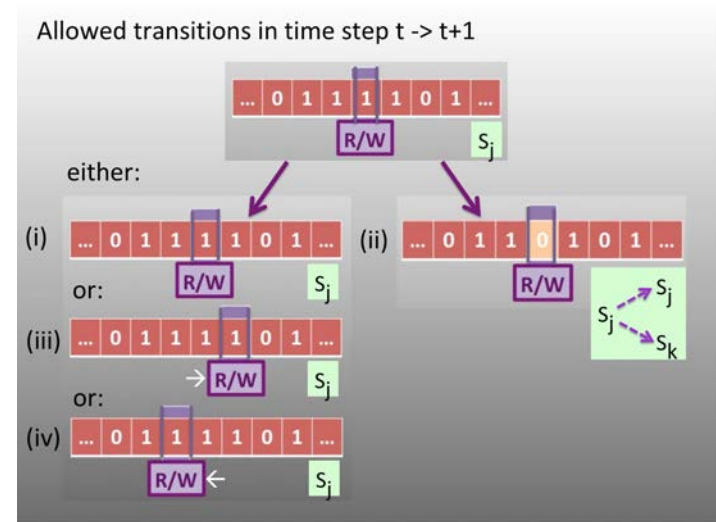 Allowed transitions in time step t -> t+1
... 0 1 1 1 1 0 1 ...
R/W
Sj
either:
(i) ... 0 1 1 1 1 0 1 ...
R/W
Sj
(ii) ... 0 1 1 0 1 0 1 ...
R/W
Sj
Sj
Sk
or:
(iii) ... 0 1 1 1 1 0 1 ...
→ R/W
Sj
or:
(iv) ... 0 1 1 1 1 0 1 ...
R/W ←
Sj